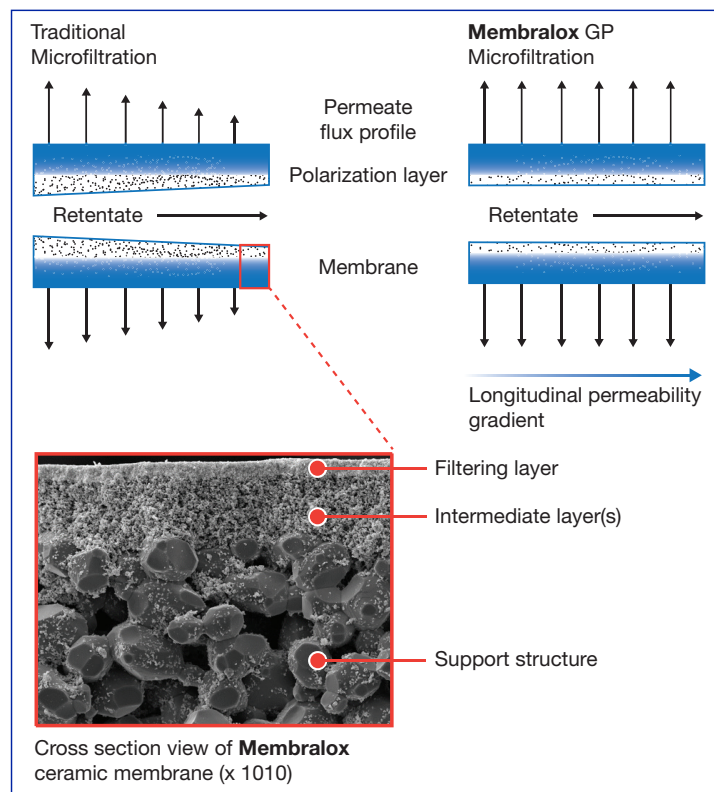 Traditional
Microfiltration
Membralox GP
Microfiltration
Permeate
flux profile
Polarization layer
Retentate
Retentate
Membrane
Longitudinal permeability
gradient
Filtering layer
Intermediate layer(s)
Support structure
Cross section view of Membralox
ceramic membrane (x 1010)